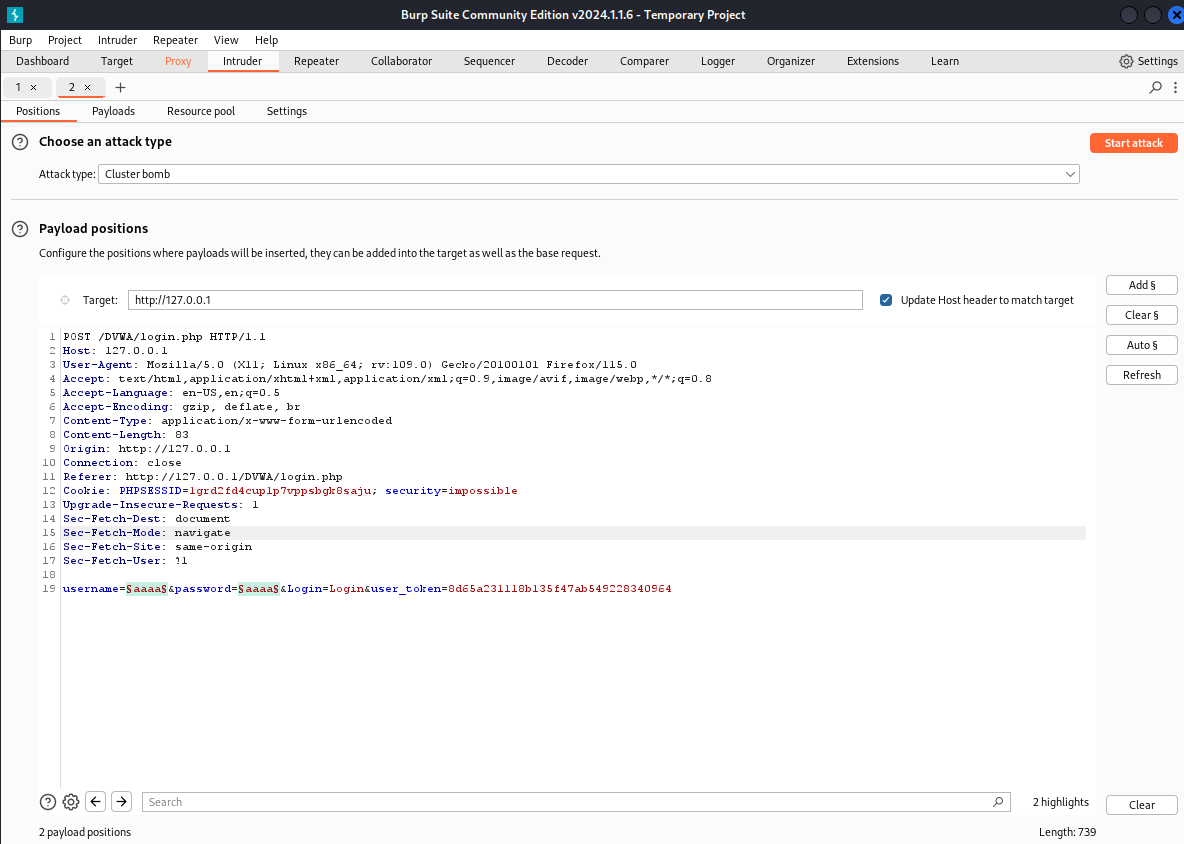 Burp Suite Community Edition v2024.1.1.6 - Temporary Project
Burp Project Intruder Repeater View Help
Dashboard Target Proxy Intruder Repeater Collaborator Sequencer Decoder Comparer Logger Organizer Extensions Learn Settings
1 × 2 × +
Positions Payloads Resource pool Settings
? Choose an attack type Start attack
Attack type: Cluster bomb
? Payload positions
Configure the positions where payloads will be inserted, they can be added into the target as well as the base request.
Target: http://127.0.0.1 Update Host header to match target
Add §
Clear §
Auto §
Refresh
1 POST /DVWA/login.php HTTP/1.1
2 Host: 127.0.0.1
3 User-Agent: Mozilla/5.0 (X11; Linux x86_64; rv:109.0) Gecko/20100101 Firefox/115.0
4 Accept: text/html,application/xhtml+xml,application/xml;q=0.9,image/avif,image/webp,*/*;q=0.8
5 Accept-Language: en-US,en;q=0.5
6 Accept-Encoding: gzip, deflate, br
7 Content-Type: application/x-www-form-urlencoded
8 Content-Length: 83
9 Origin: http://127.0.0.1
10 Connection: close
11 Referer: http://127.0.0.1/DVWA/login.php
12 Cookie: PHPSESSID=1grd2fd4cup1p7vppsbgk8saju; security=impossible
13 Upgrade-Insecure-Requests: 1
14 Sec-Fetch-Dest: document
15 Sec-Fetch-Mode: navigate
16 Sec-Fetch-Site: same-origin
17 Sec-Fetch-User: ?1
18
19 username=§aaaa§&password=§aaaa§&Login=Login&user_token=8d65a231118b135f47ab549228340964
? Search 2 highlights Clear
2 payload positions Length: 739